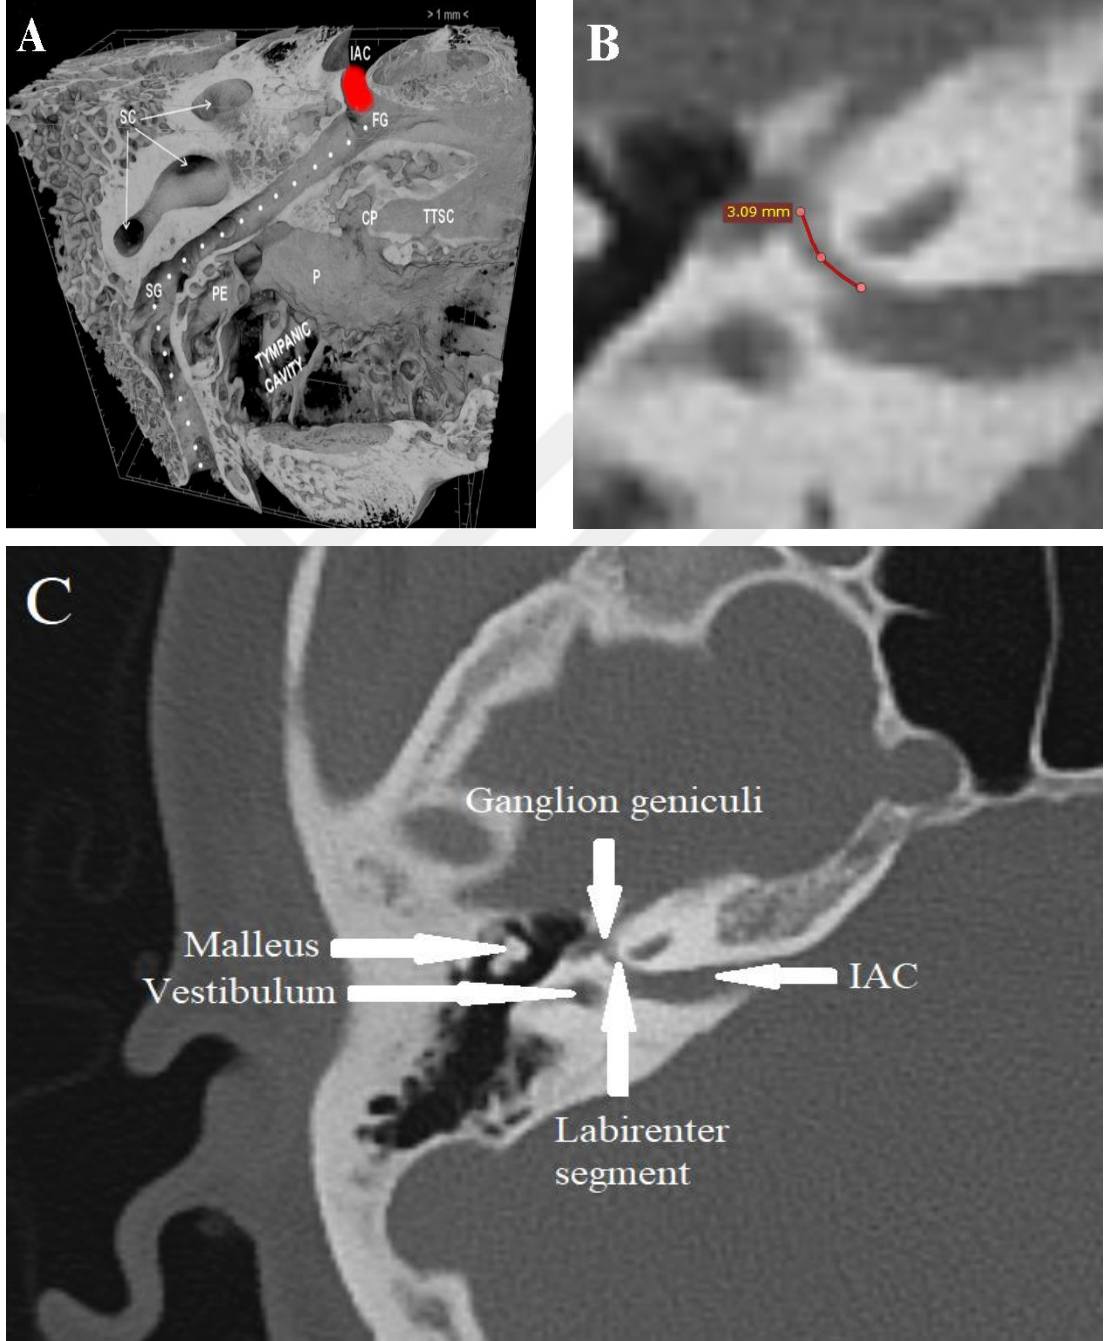 A
> 1 mm <
IAC
SC
FG
CP
TTSC
SG
PE
P
TYMPANIC
CAVITY
B
3.09 mm
C
Ganglion geniculi
Malleus
Vestibulum
IAC
Labirenter
segment